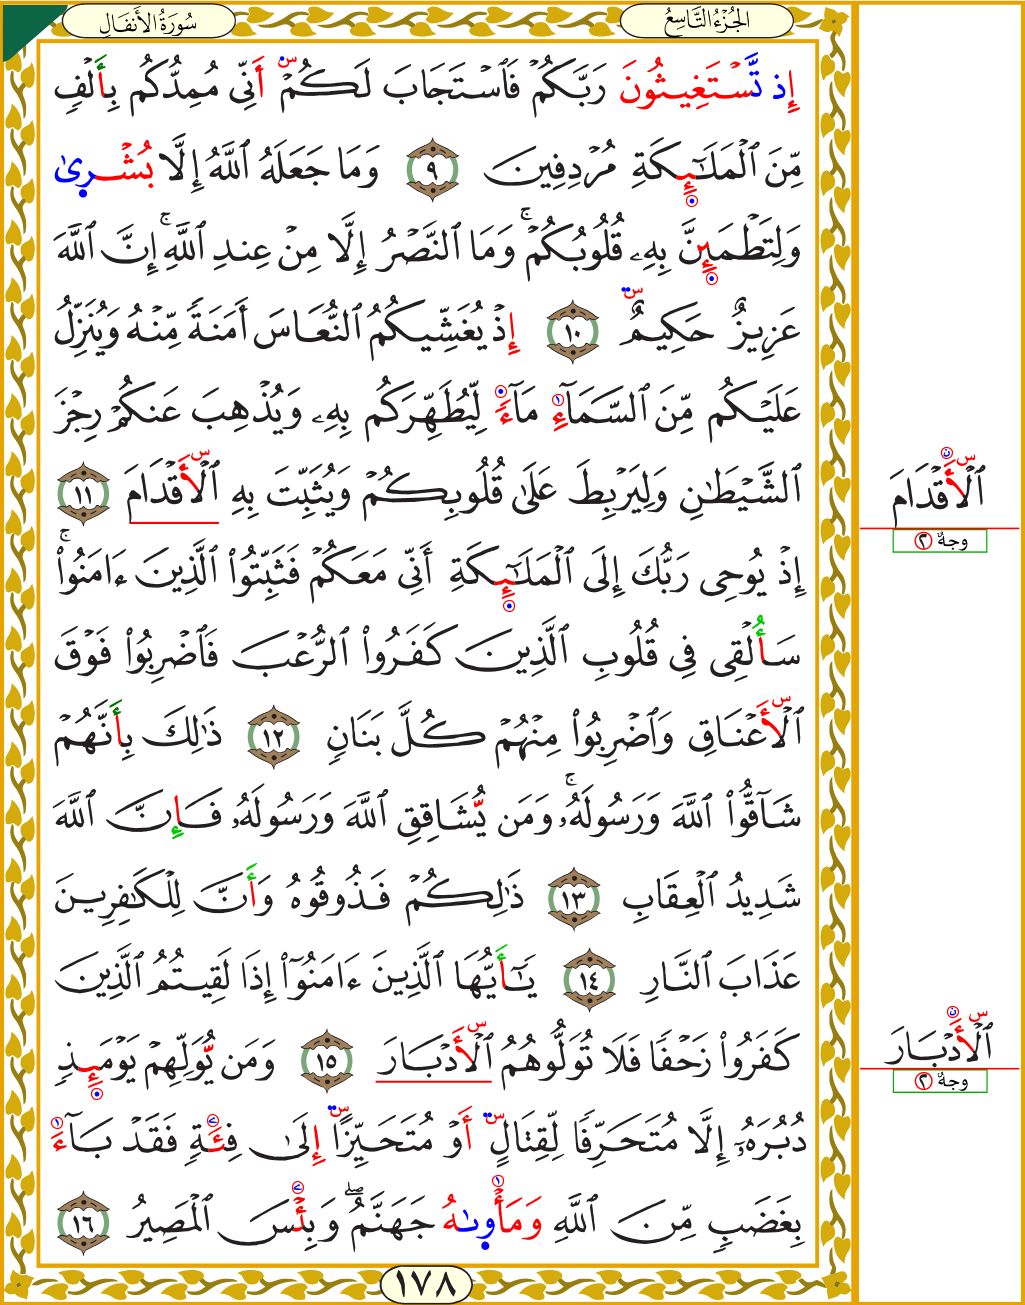 سُورَةُ الأَنفَالِ
الجُزْءُ التَّاسِعُ
إِذ تَّسۡتَغِيثُونَ رَبَّكُمۡ فَٱسۡتَجَابَ لَكُمۡ أَنِّي مُمِدُّكُم بِأَلۡفٖ
مِّنَ ٱلۡمَلَٰٓئِكَةِ مُرۡدِفِينَ ٩ وَمَا جَعَلَهُ ٱللَّهُ إِلَّا بُشۡرِىٰ
وَلِتَطۡمَئِنَّ بِهِۦ قُلُوبُكُمۡۚ وَمَا ٱلنَّصۡرُ إِلَّا مِنۡ عِندِ ٱللَّهِۚ إِنَّ ٱللَّهَ
عَزِيزٌ حَكِيمٌ ١٠ إِذۡ يُغَشِّيكُمُ ٱلنُّعَاسَ أَمَنَةٗ مِّنۡهُ وَيُنَزِّلُ
عَلَيۡكُم مِّنَ ٱلسَّمَآءِ مَآءٗ لِّيُطَهِّرَكُم بِهِۦ وَيُذۡهِبَ عَنكُمۡ رِجۡزَ
ٱلشَّيۡطَٰنِ وَلِيَرۡبِطَ عَلَىٰ قُلُوبِكُمۡ وَيُثَبِّتَ بِهِ ٱلۡأَقۡدَامَ ١١
إِذۡ يُوحِي رَبُّكَ إِلَى ٱلۡمَلَٰٓئِكَةِ أَنِّي مَعَكُمۡ فَثَبِّتُواْ ٱلَّذِينَ ءَامَنُواْۚ
سَأُلۡقِي فِي قُلُوبِ ٱلَّذِينَ كَفَرُواْ ٱلرُّعۡبَ فَٱضۡرِبُواْ فَوۡقَ
ٱلۡأَعۡنَاقِ وَٱضۡرِبُواْ مِنۡهُمۡ كُلَّ بَنَانٖ ١٢ ذَٰلِكَ بِأَنَّهُمۡ
شَآقُّواْ ٱللَّهَ وَرَسُولَهُۥۚ وَمَن يُّشَاقِقِ ٱللَّهَ وَرَسُولَهُۥ فَإِنَّ ٱللَّهَ
شَدِيدُ ٱلۡعِقَابِ ١٣ ذَٰلِكُمۡ فَذُوقُوهُ وَأَنَّ لِلۡكَٰفِرِينَ
عَذَابَ ٱلنَّارِ ١٤ يَٰٓأَيُّهَا ٱلَّذِينَ ءَامَنُوٓاْ إِذَا لَقِيتُمُ ٱلَّذِينَ
كَفَرُواْ زَحۡفٗا فَلَا تُوَلُّوهُمُ ٱلۡأَدۡبَارَ ١٥ وَمَن يُّوَلِّهِمۡ يَوۡمَئِذٖ
دُبُرَهُۥٓ إِلَّا مُتَحَرِّفٗا لِّقِتَالٍ أَوۡ مُتَحَيِّزًا إِلَىٰ فِئَةٖ فَقَدۡ بَآءَ
بِغَضَبٖ مِّنَ ٱللَّهِ وَمَأۡوِىٰهُ جَهَنَّمُۖ وَبِئۡسَ ٱلۡمَصِيرُ ١٦
١٧٨
ٱلۡأَقۡدَامَ
وجهٌ ٢
ٱلۡأَدۡبَارَ
وجهٌ ٢